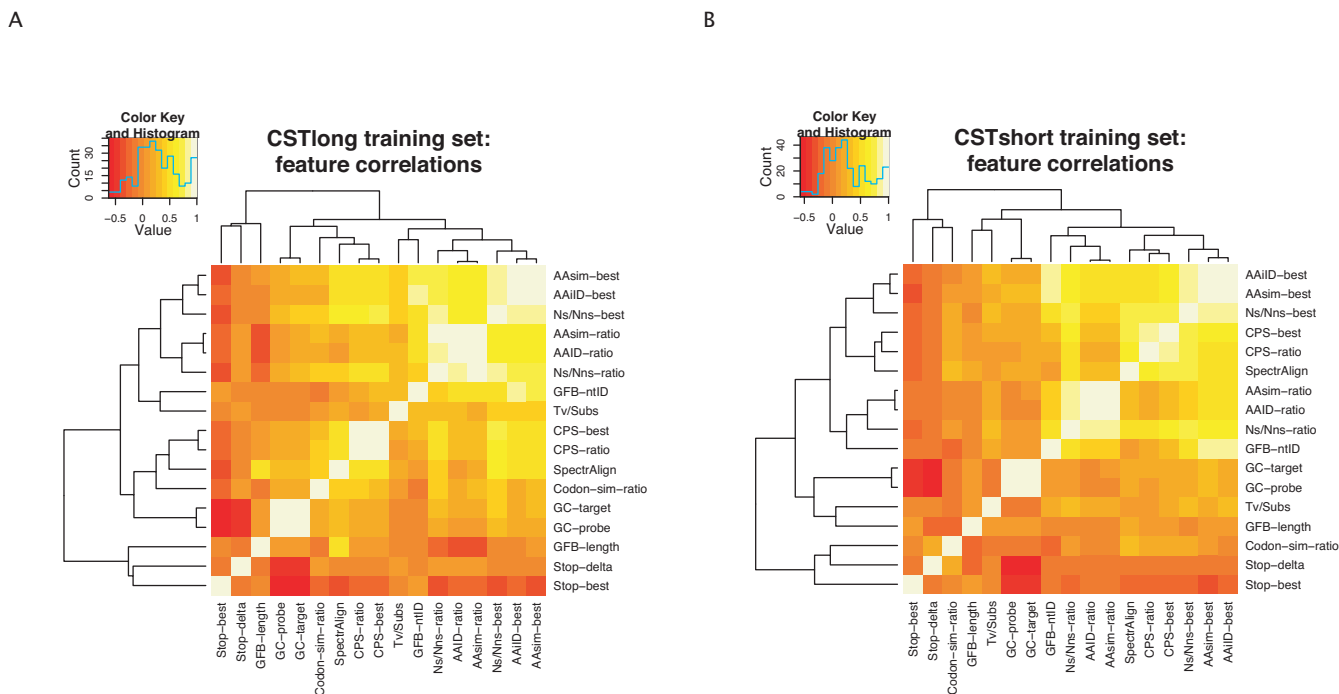 A
Color Key
and Histogram
Count
0 15 30
−0.5 0 0.5 1
Value
CSTlong training set:
feature correlations
AAsim−best
AAilD−best
Ns/Nns−best
AAsim−ratio
AAID−ratio
Ns/Nns−ratio
GFB−ntID
Tv/Subs
CPS−best
CPS−ratio
SpectrAlign
Codon−sim−ratio
GC−target
GC−probe
GFB−length
Stop−delta
Stop−best
Stop−best
Stop−delta
GFB−length
GC−probe
GC−target
Codon−sim−ratio
SpectrAlign
CPS−ratio
CPS−best
Tv/Subs
GFB−ntID
Ns/Nns−ratio
AAID−ratio
AAsim−ratio
Ns/Nns−best
AAilD−best
AAsim−best
B
Color Key
and Histogram
Count
0 20 40
−0.5 0 0.5 1
Value
CSTshort training set:
feature correlations
AAilD−best
AAsim−best
Ns/Nns−best
CPS−best
CPS−ratio
SpectrAlign
AAsim−ratio
AAID−ratio
Ns/Nns−ratio
GFB−ntID
GC−target
GC−probe
Tv/Subs
GFB−length
Codon−sim−ratio
Stop−delta
Stop−best
Stop−best
Stop−delta
Codon−sim−ratio
GFB−length
Tv/Subs
GC−probe
GC−target
GFB−ntID
Ns/Nns−ratio
AAID−ratio
AAsim−ratio
SpectrAlign
CPS−ratio
CPS−best
Ns/Nns−best
AAsim−best
AAilD−best